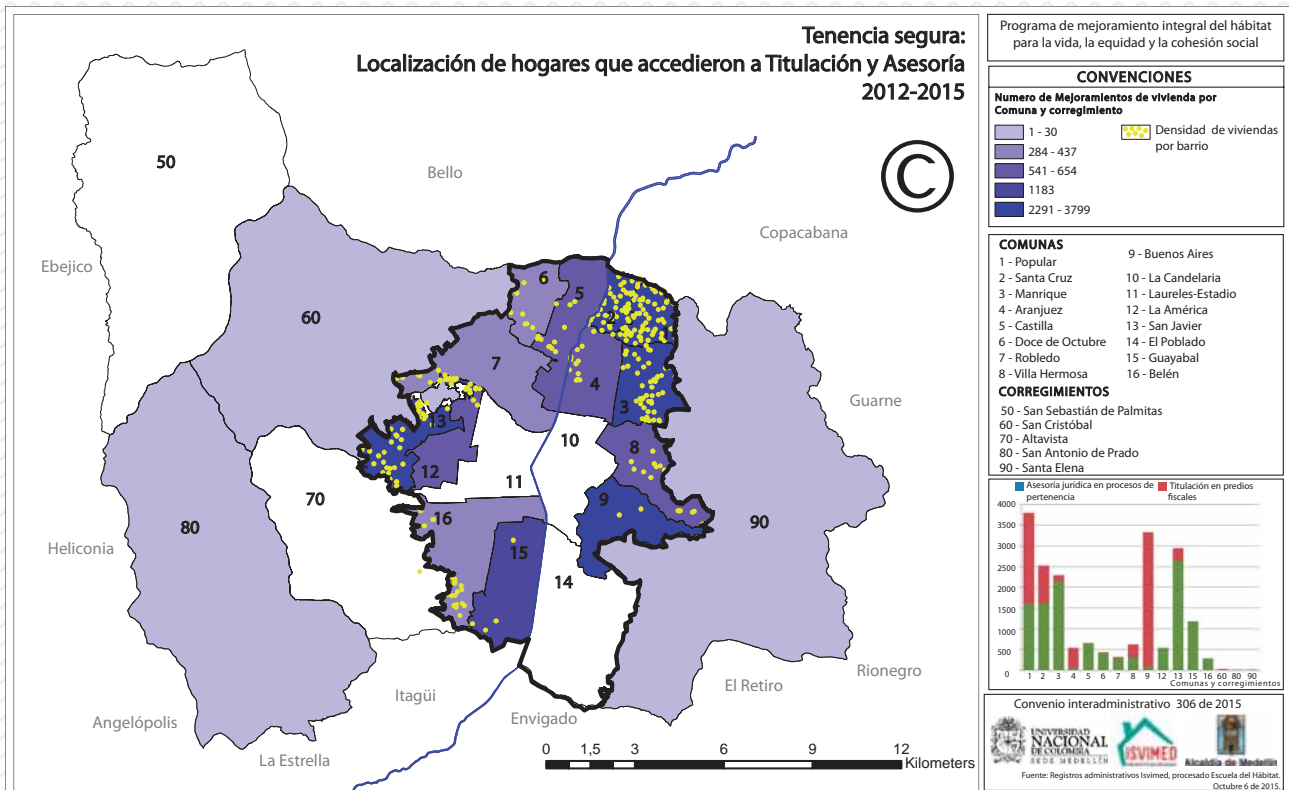 Tenencia segura:
Localización de hogares que accedieron a Titulación y Asesoría
2012-2015
©
50
Bello
Copacabana
Ebejico
60
6
5
2
7
4
3
Guarne
13
10
8
12
11
9
70
16
90
80
15
Heliconia
14
Rionegro
El Retiro
Itagüi
Angelópolis
Envigado
La Estrella
0 1,5 3 6 9 12
Kilometers
Programa de mejoramiento integral del hábitat
para la vida, la equidad y la cohesión social
CONVENCIONES
Numero de Mejoramientos de vivienda por
Comuna y corregimiento
1 - 30
284 - 437
541 - 654
1183
2291 - 3799
Densidad de viviendas
por barrio
COMUNAS
1 - Popular
2 - Santa Cruz
3 - Manrique
4 - Aranjuez
5 - Castilla
6 - Doce de Octubre
7 - Robledo
8 - Villa Hermosa
9 - Buenos Aires
10 - La Candelaria
11 - Laureles-Estadio
12 - La América
13 - San Javier
14 - El Poblado
15 - Guayabal
16 - Belén
CORREGIMIENTOS
50 - San Sebastián de Palmitas
60 - San Cristóbal
70 - Altavista
80 - San Antonio de Prado
90 - Santa Elena
Asesoría jurídica en procesos de
pertenencia
Titulación en predios
fiscales
4000
3500
3000
2500
2000
1500
1000
500
0
1 2 3 4 5 6 7 8 9 12 13 15 16 60 80 90
Comunas y corregimientos
Convenio interadministrativo 306 de 2015
UNIVERSIDAD
NACIONAL
DE COLOMBIA
SEDE MEDELLÍN
ISVIMED
Alcaldía de Medellín
Fuente: Registros administrativos Isvimed, procesado Escuela del Hábitat.
Octubre 6 de 2015.